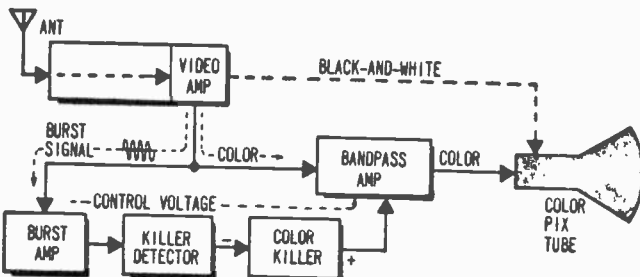 ANT
VIDEO
AMP
BLACK-AND-WHITE
BURST
SIGNAL
COLOR
BANDPASS
AMP
COLOR
CONTROL VOLTAGE
COLOR
PIX
TUBE
BURST
AMP
KILLER
DETECTOR
-
COLOR
KILLER
+